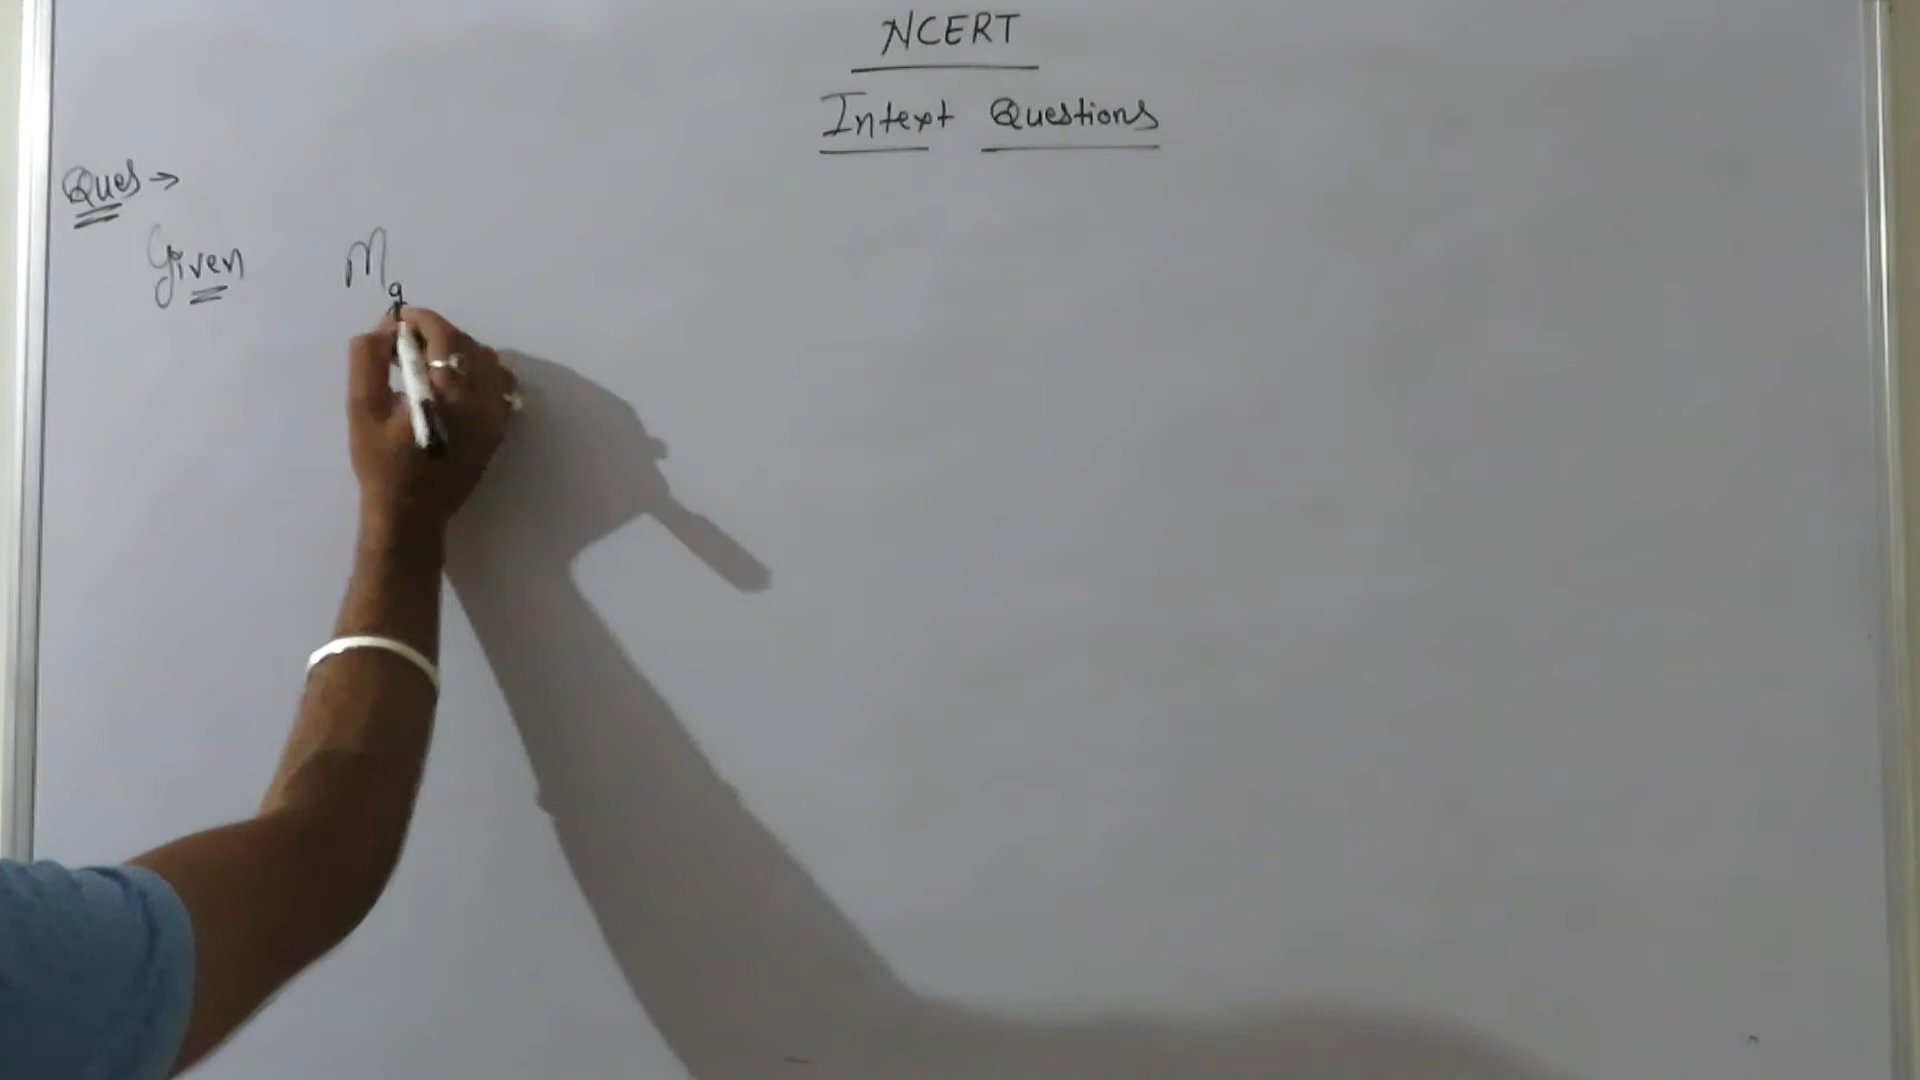 NCERT
Intext Questions
Ques →
Given M